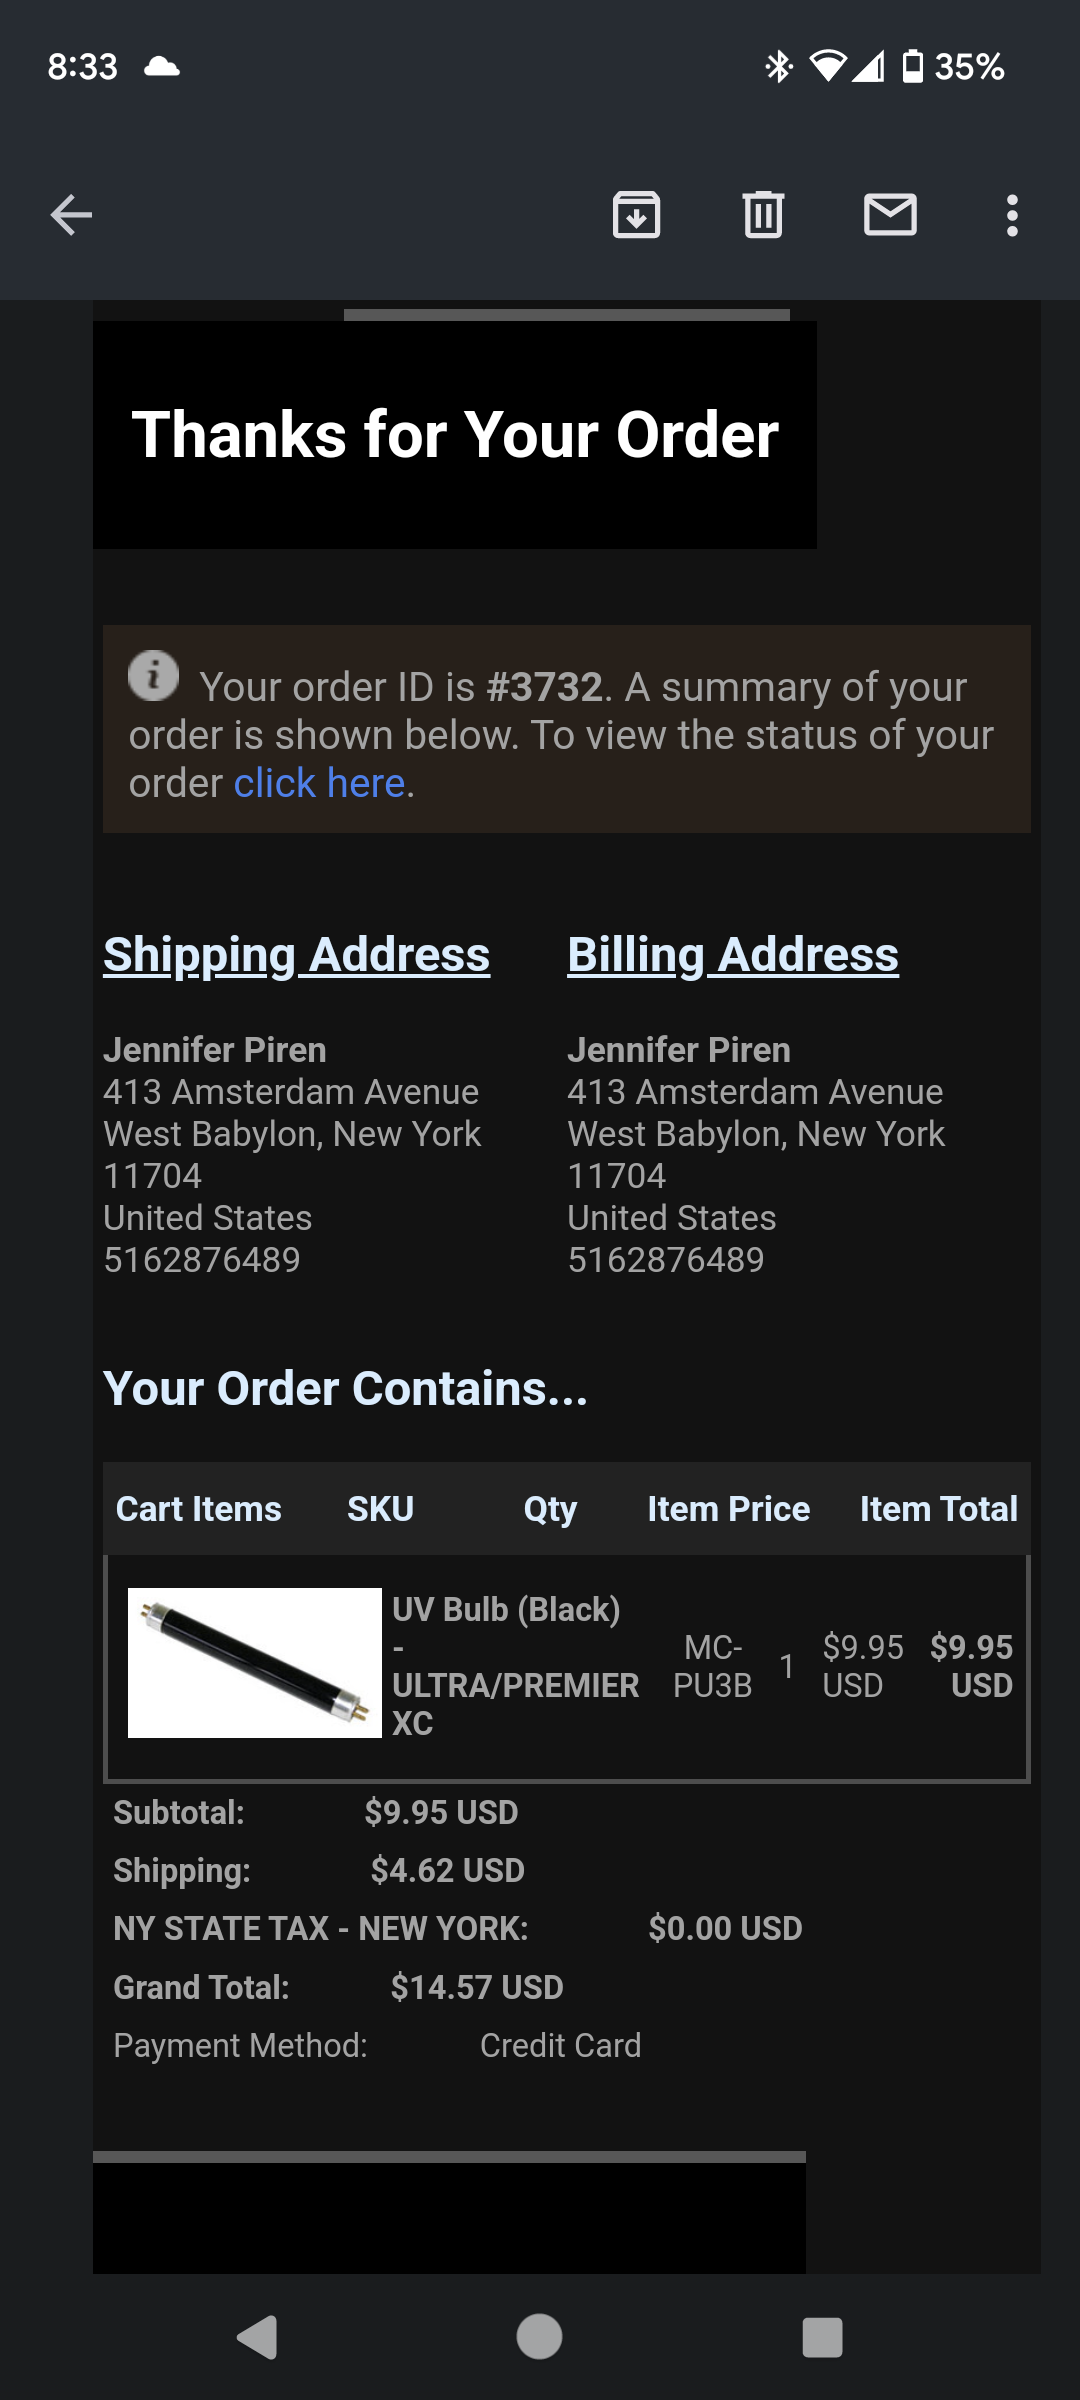 8:33
35%
Thanks for Your Order
Your order ID is #3732. A summary of your
order is shown below. To view the status of your
order click here.
Shipping Address
Jennifer Piren
413 Amsterdam Avenue
West Babylon, New York
11704
United States
5162876489
Billing Address
Jennifer Piren
413 Amsterdam Avenue
West Babylon, New York
11704
United States
5162876489
Your Order Contains...
Cart Items SKU Qty Item Price Item Total
UV Bulb (Black)
-
ULTRA/PREMIER
XC
MC-
PU3B
1
$9.95
USD
$9.95
USD
Subtotal: $9.95 USD
Shipping: $4.62 USD
NY STATE TAX - NEW YORK: $0.00 USD
Grand Total: $14.57 USD
Payment Method: Credit Card